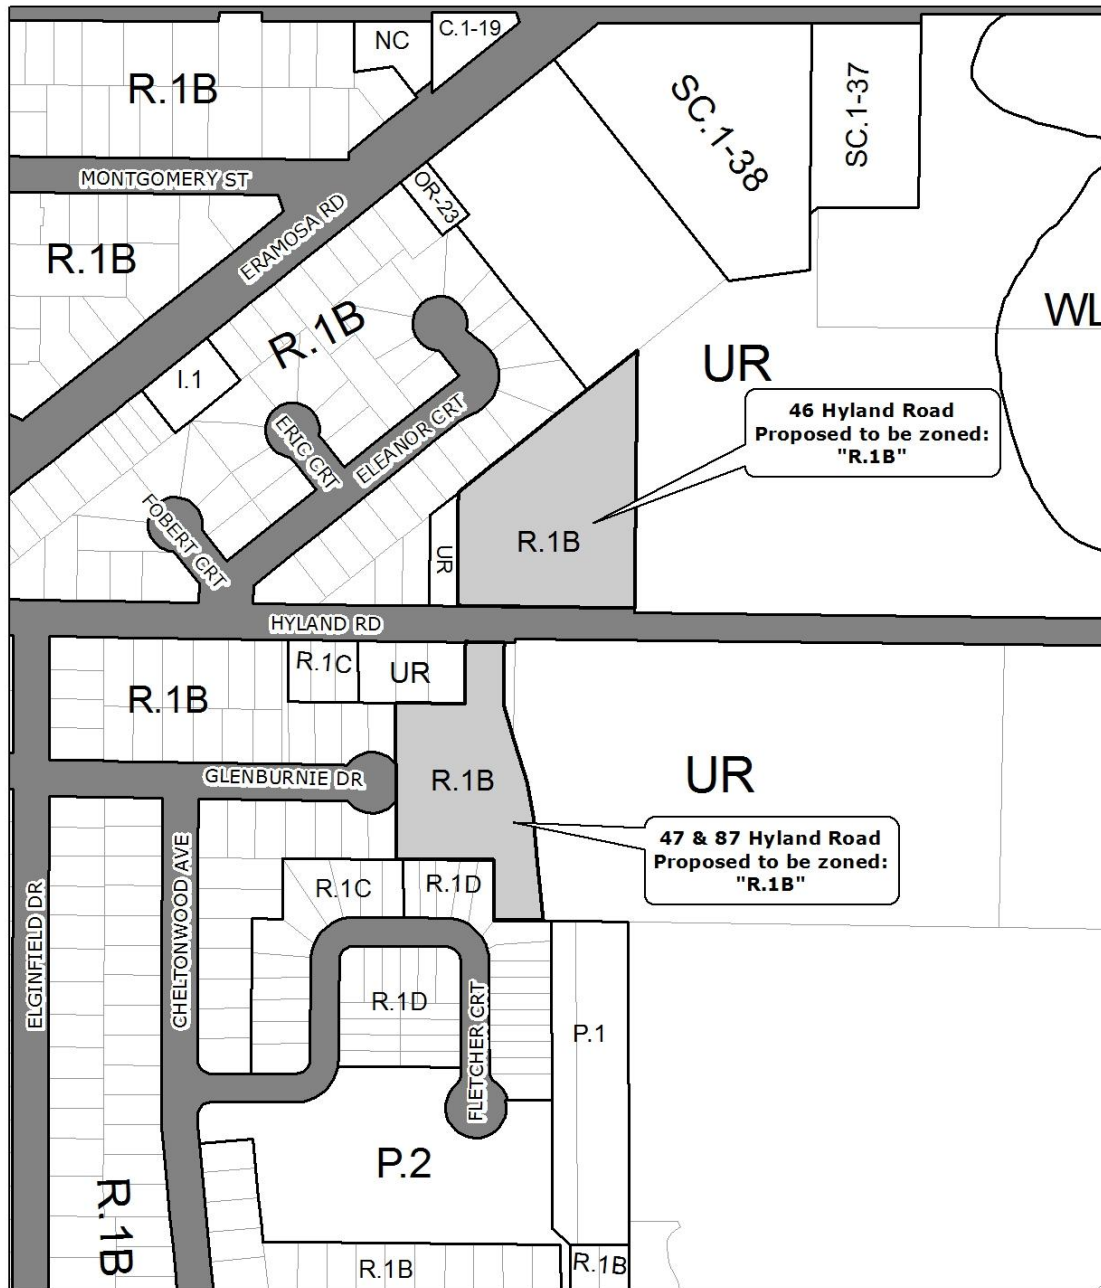 NC
C.1-19
R.1B
SC.1-38
SC.1-37
MONTGOMERY ST
OR-23
ERAMOSA RD
R.1B
R.1B
WL
UR
I.1
46 Hyland Road
Proposed to be zoned:
"R.1B"
ERIC CRT
ELEANOR CRT
FOBERT CRT
R.1B
UR
HYLAND RD
R.1C
UR
R.1B
GLENBURNIE DR
R.1B
UR
47 & 87 Hyland Road
Proposed to be zoned:
"R.1B"
R.1C
R.1D
ELGINFIELD DR
CHELTONWOOD AVE
R.1D
FLETCHER CRT
P.1
P.2
R.1B
R.1B
R.1B